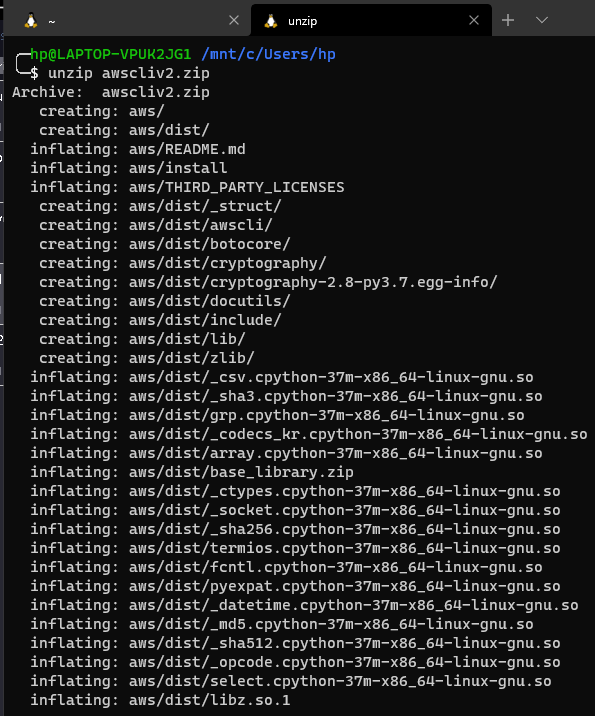 ~
unzip
hp@LAPTOP-VPUK2JG1 /mnt/c/Users/hp
$ unzip awscliv2.zip
Archive:  awscliv2.zip
   creating: aws/
   creating: aws/dist/
  inflating: aws/README.md
  inflating: aws/install
  inflating: aws/THIRD_PARTY_LICENSES
   creating: aws/dist/_struct/
   creating: aws/dist/awscli/
   creating: aws/dist/botocore/
   creating: aws/dist/cryptography/
   creating: aws/dist/cryptography-2.8-py3.7.egg-info/
   creating: aws/dist/docutils/
   creating: aws/dist/include/
   creating: aws/dist/lib/
   creating: aws/dist/zlib/
  inflating: aws/dist/_csv.cpython-37m-x86_64-linux-gnu.so
  inflating: aws/dist/_sha3.cpython-37m-x86_64-linux-gnu.so
  inflating: aws/dist/grp.cpython-37m-x86_64-linux-gnu.so
  inflating: aws/dist/_codecs_kr.cpython-37m-x86_64-linux-gnu.so
  inflating: aws/dist/array.cpython-37m-x86_64-linux-gnu.so
  inflating: aws/dist/base_library.zip
  inflating: aws/dist/_ctypes.cpython-37m-x86_64-linux-gnu.so
  inflating: aws/dist/_socket.cpython-37m-x86_64-linux-gnu.so
  inflating: aws/dist/_sha256.cpython-37m-x86_64-linux-gnu.so
  inflating: aws/dist/termios.cpython-37m-x86_64-linux-gnu.so
  inflating: aws/dist/fcntl.cpython-37m-x86_64-linux-gnu.so
  inflating: aws/dist/pyexpat.cpython-37m-x86_64-linux-gnu.so
  inflating: aws/dist/_datetime.cpython-37m-x86_64-linux-gnu.so
  inflating: aws/dist/_md5.cpython-37m-x86_64-linux-gnu.so
  inflating: aws/dist/_sha512.cpython-37m-x86_64-linux-gnu.so
  inflating: aws/dist/_opcode.cpython-37m-x86_64-linux-gnu.so
  inflating: aws/dist/select.cpython-37m-x86_64-linux-gnu.so
  inflating: aws/dist/libz.so.1